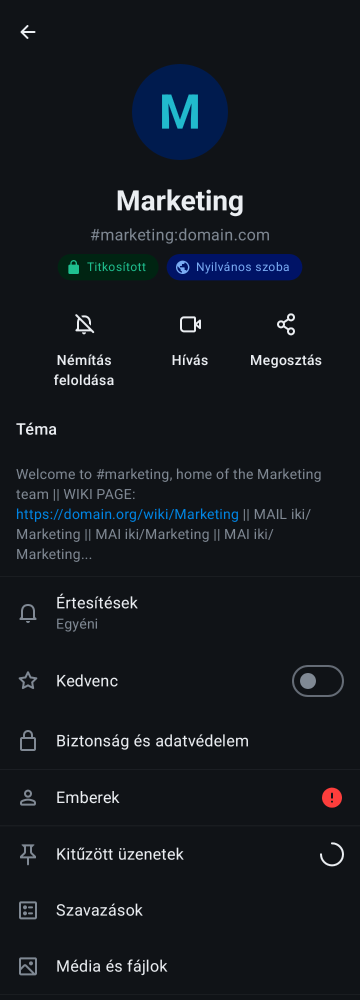 M
Marketing
#marketing:domain.com
Titkosított
Nyilvános szoba
Némítás
feloldása
Hívás
Megosztás
Téma
Welcome to #marketing, home of the Marketing
team || WIKI PAGE:
https://domain.org/wiki/Marketing || MAIL iki/
Marketing || MAI iki/Marketing || MAI iki/
Marketing...
Értesítések
Egyéni
Kedvenc
Biztonság és adatvédelem
Emberek
Kitűzött üzenetek
Szavazások
Média és fájlok